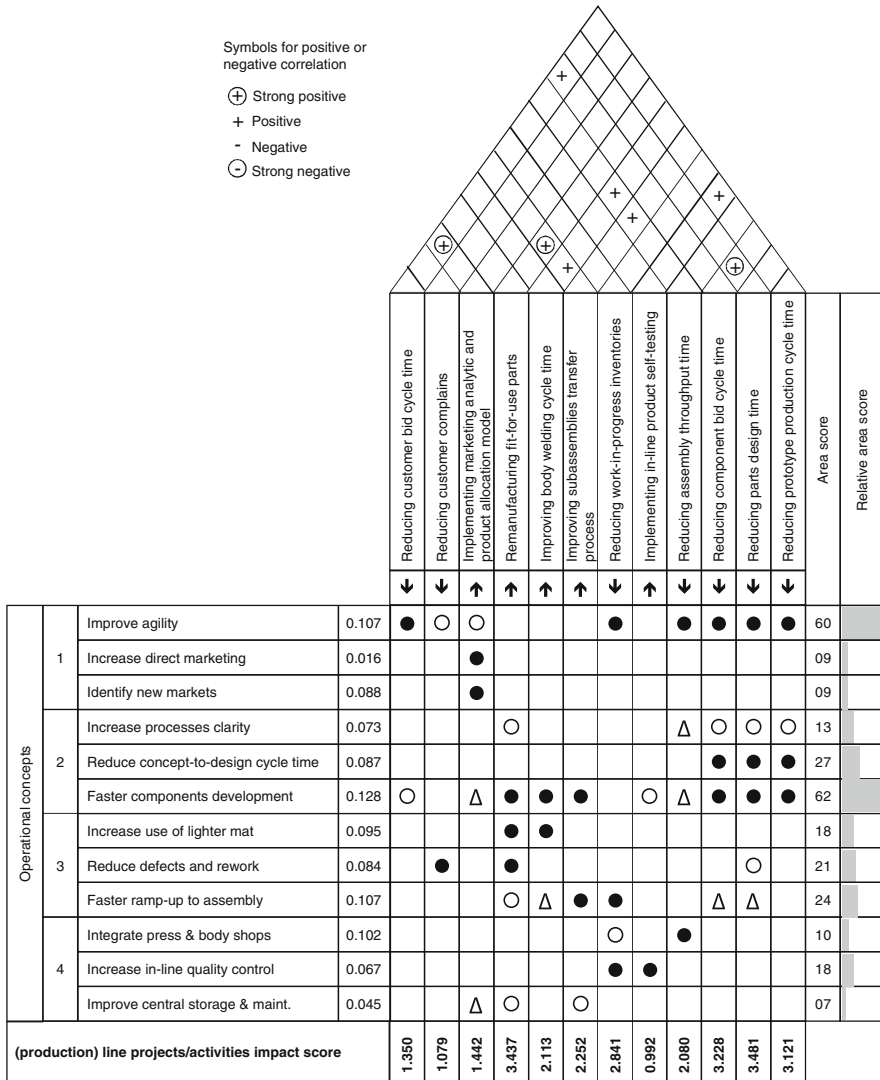 Symbols for positive or
negative correlation
+ Strong positive
+ Positive
- Negative
- Strong negative
+
+
+
+
+
+
+
+
Reducing customer bid cycle time
Reducing customer complains
Implementing marketing analytic and
product allocation model
Remanufacturing fit-for-use parts
Improving body welding cycle time
Improving subassemblies transfer
process
Reducing work-in-progress inventories
Implementing in-line product self-testing
Reducing assembly throughput time
Reducing component bid cycle time
Reducing parts design time
Reducing prototype production cycle time
Area score
Relative area score
Operational concepts
1
Improve agility 0.107 60
Increase direct marketing 0.016 09
Identify new markets 0.088 09
2
Increase processes clarity 0.073 Δ 13
Reduce concept-to-design cycle time 0.087 27
Faster components development 0.128 Δ Δ 62
3
Increase use of lighter mat 0.095 18
Reduce defects and rework 0.084 21
Faster ramp-up to assembly 0.107 Δ Δ Δ 24
4
Integrate press & body shops 0.102 10
Increase in-line quality control 0.067 18
Improve central storage & maint. 0.045 Δ 07
(production) line projects/activities impact score 1.350 1.079 1.442 3.437 2.113 2.252 2.841 0.992 2.080 3.228 3.481 3.121